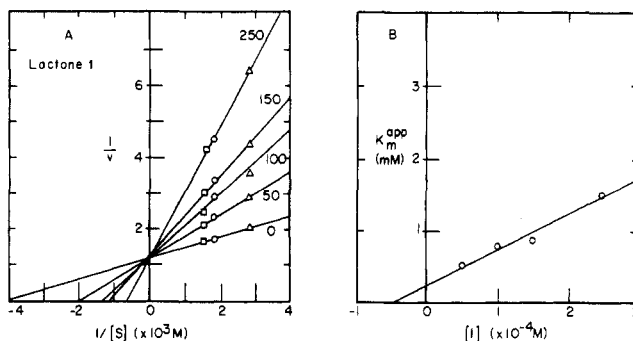 A
Lactone 1
1/v
6
4
2
250
150
100
50
0
-4 -2 0 2 4
1/[S] (x10³M)
B
K_m^app
(mM)
3
2
1
0 1 2 3
[I] (x10⁻⁴M)